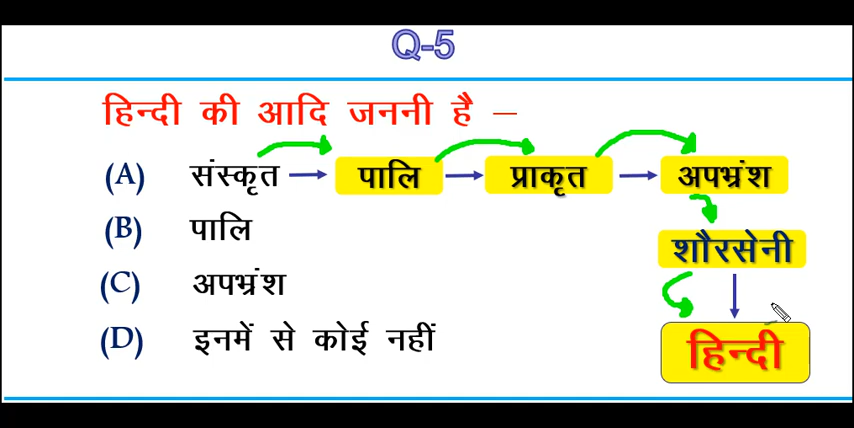 Q-5
हिन्दी की आदि जननी है –
(A) संस्कृत पालि प्राकृत अपभ्रंश
(B) पालि
शौरसेनी
(C) अपभ्रंश
(D) इनमें से कोई नहीं
हिन्दी